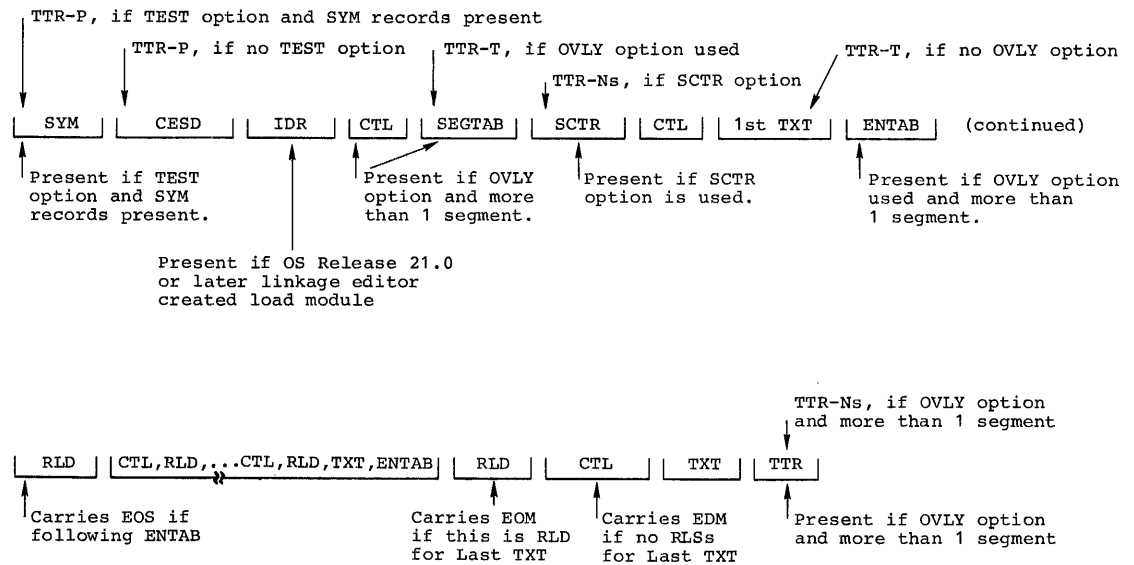 TTR-P, if TEST option and SYM records present
TTR-P, if no TEST option
TTR-T, if OVLY option used
TTR-T, if no OVLY option
TTR-Ns, if SCTR option
SYM CESD IDR CTL SEGTAB SCTR CTL 1st TXT ENTAB (continued)
Present if TEST
option and SYM
records present.
Present if OVLY
option and more
than 1 segment.
Present if SCTR
option is used.
Present if OVLY option
used and more than
1 segment.
Present if OS Release 21.0
or later linkage editor
created load module
TTR-Ns, if OVLY option
and more than 1 segment
RLD CTL,RLD,...CTL,RLD,TXT,ENTAB RLD CTL TXT TTR
Carries EOS if
following ENTAB
Carries EOM
if this is RLD
for Last TXT
Carries EDM
if no RLSs
for Last TXT
Present if OVLY option
and more than 1 segment